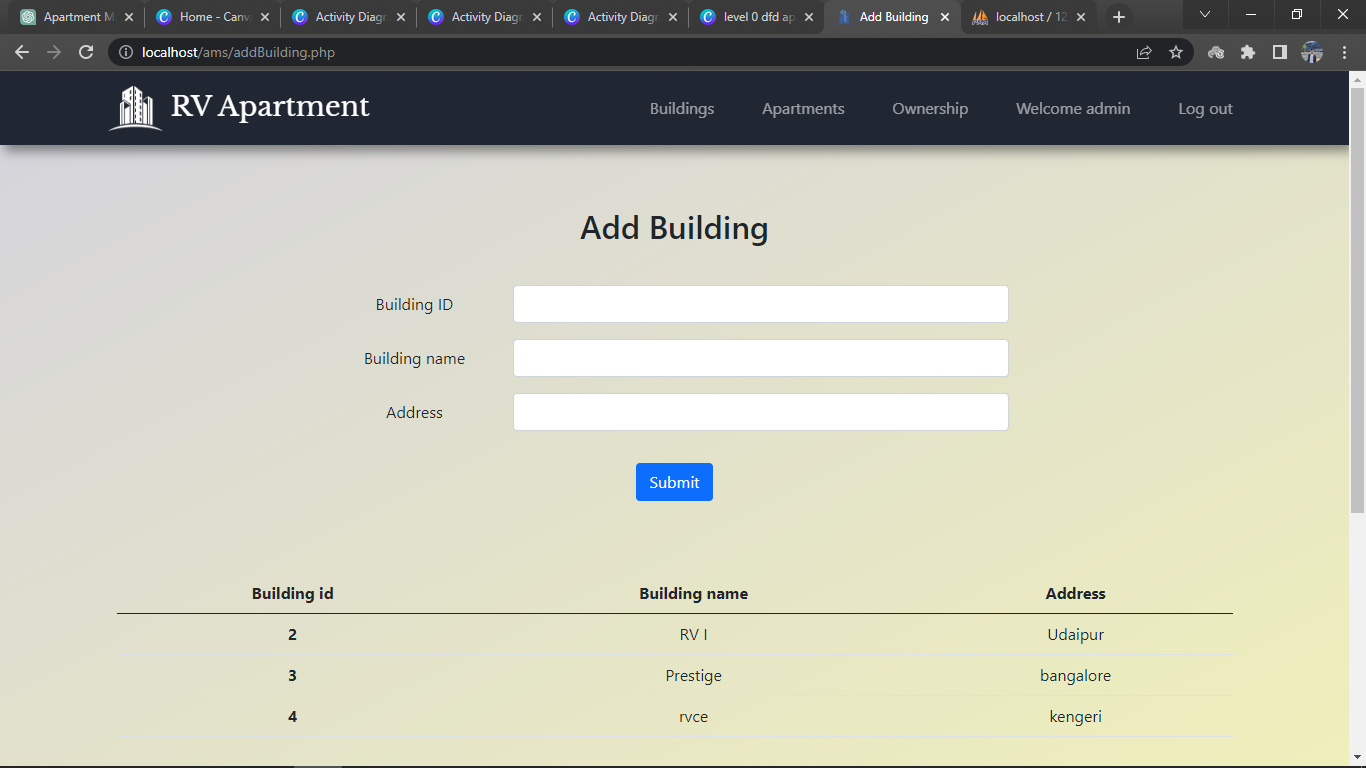 Apartment M
Home - Canv
Activity Diagr
Activity Diagr
Activity Diagr
level 0 dfd ap
Add Building
localhost / 12
localhost/ams/addBuilding.php
RV Apartment
Buildings
Apartments
Ownership
Welcome admin
Log out
Add Building
Building ID
Building name
Address
Submit
Building id Building name Address
2 RV I Udaipur
3 Prestige bangalore
4 rvce kengeri